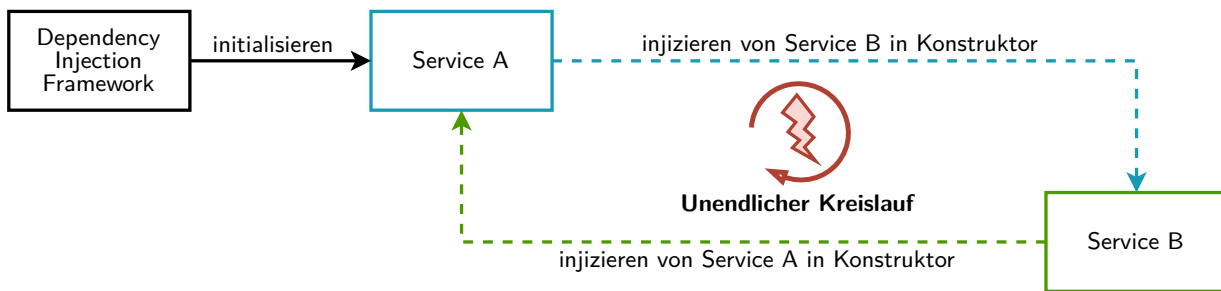 Dependency
Injection
Framework
initialisieren
Service A
injizieren von Service B in Konstruktor
Unendlicher Kreislauf
Service B
injizieren von Service A in Konstruktor